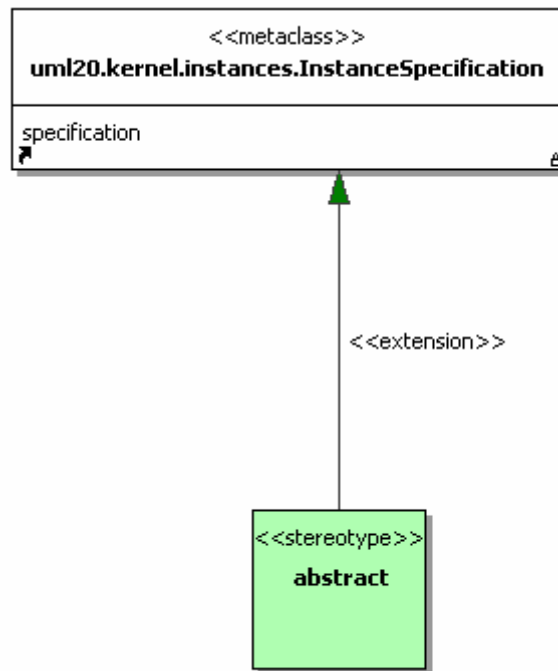 <<metaclass>>
uml20.kernel.instances.InstanceSpecification
specification
<<extension>>
<<stereotype>>
abstract